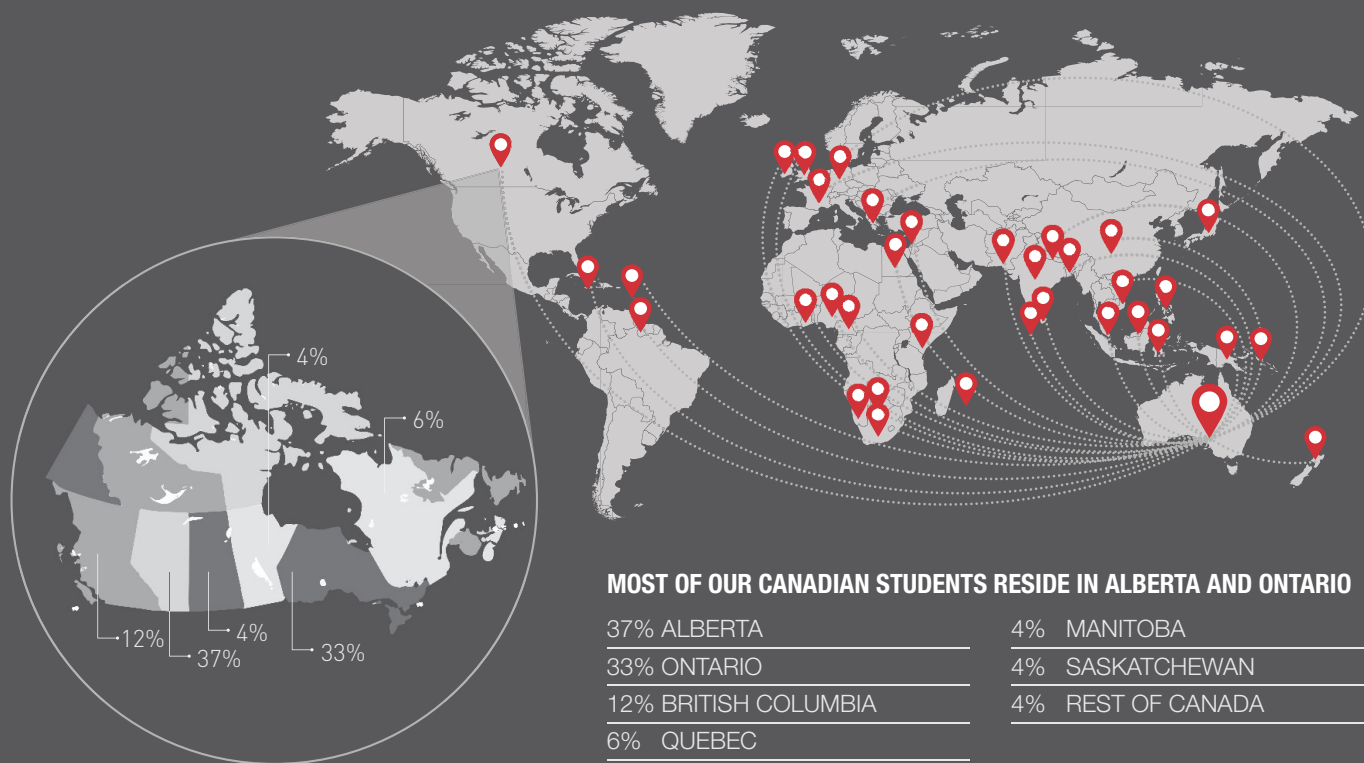 4%
6%
12%
4%
37%
33%
MOST OF OUR CANADIAN STUDENTS RESIDE IN ALBERTA AND ONTARIO
37% ALBERTA
33% ONTARIO
12% BRITISH COLUMBIA
6% QUEBEC
4% MANITOBA
4% SASKATCHEWAN
4% REST OF CANADA